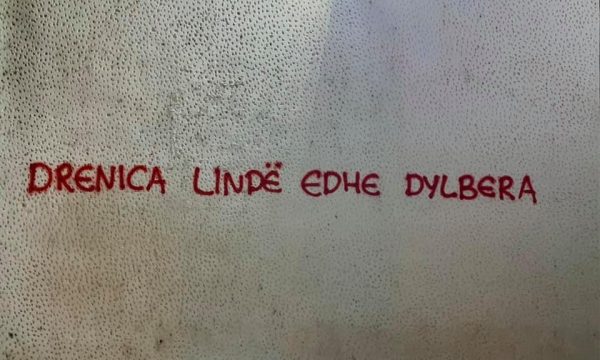 DRENICA LINDË EDHE DYLBERA